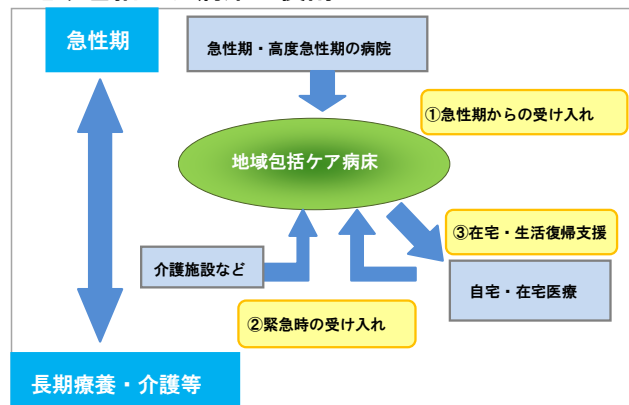 急性期
急性期・高度急性期の病院
①急性期からの受け入れ
地域包括ケア病床
③在宅・生活復帰支援
介護施設など
自宅・在宅医療
②緊急時の受け入れ
長期療養・介護等